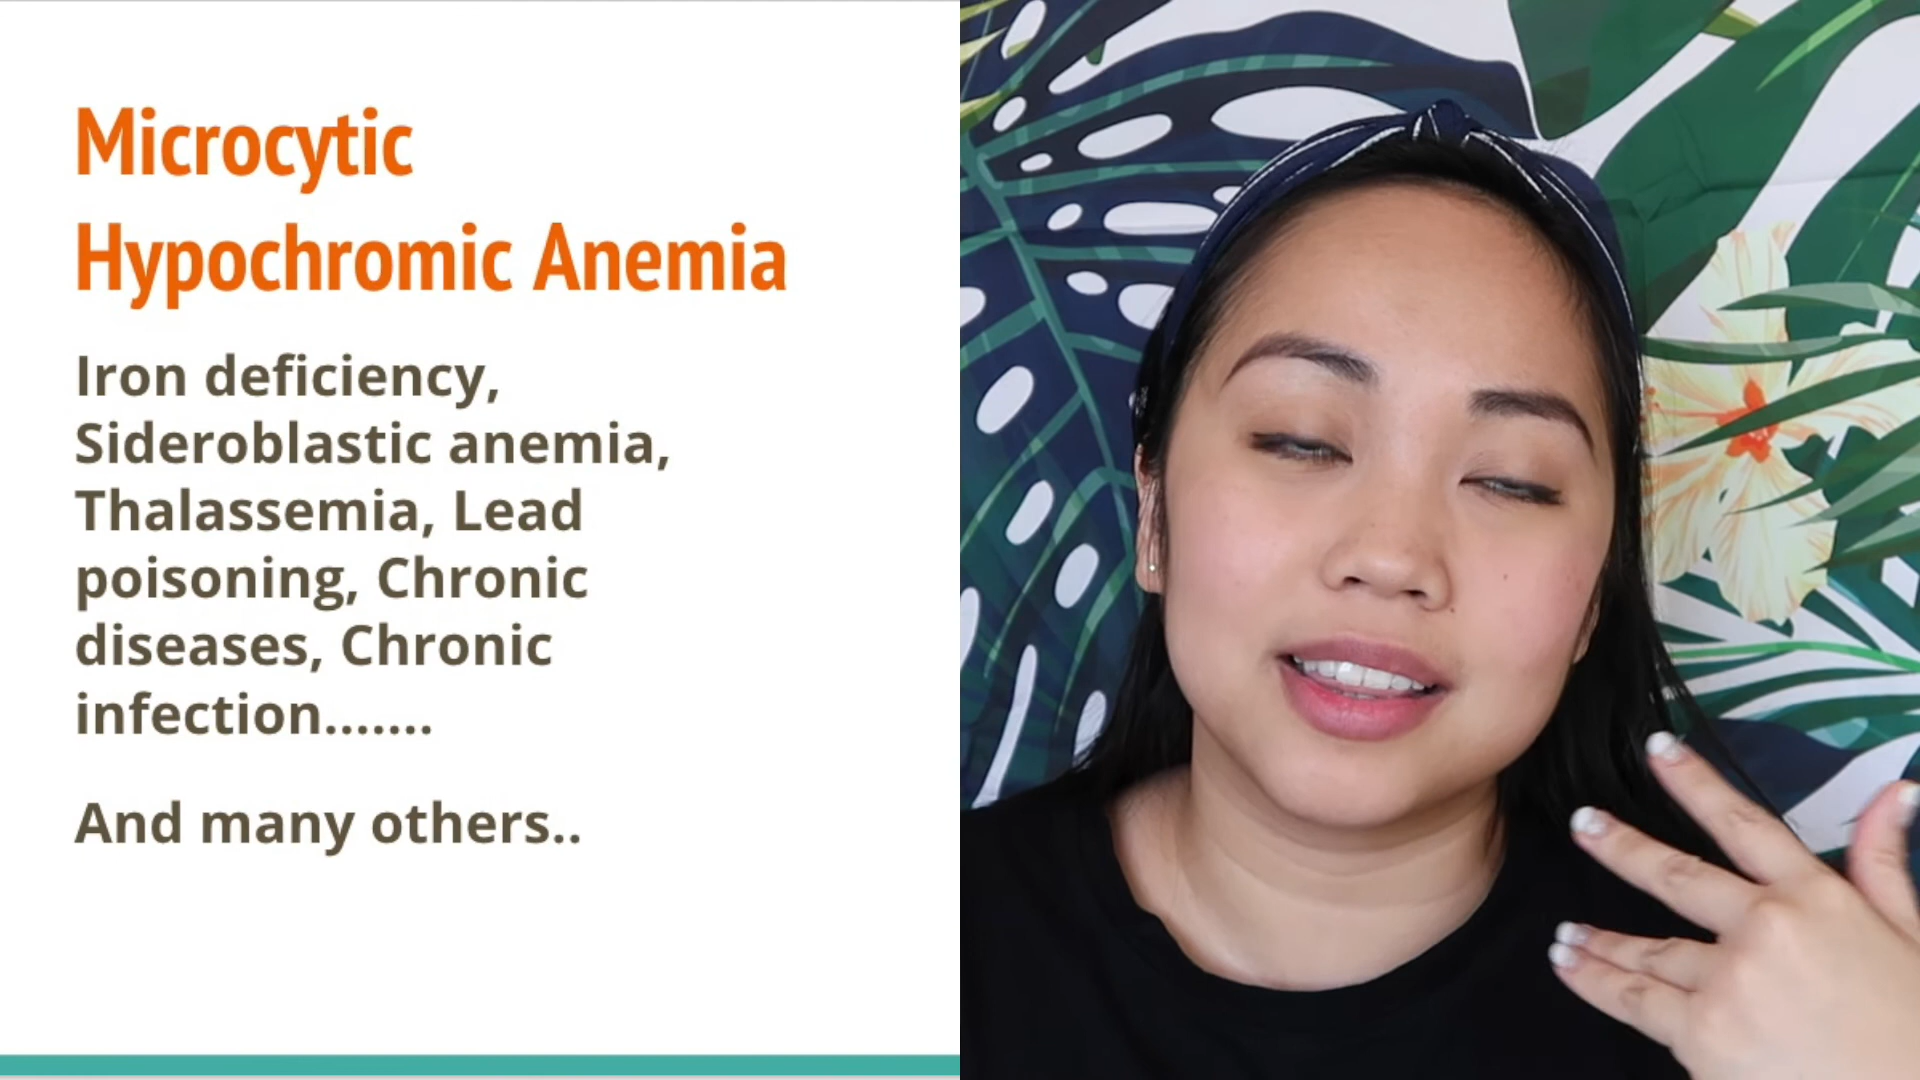 Microcytic
Hypochromic Anemia
Iron deficiency,
Sideroblastic anemia,
Thalassemia, Lead
poisoning, Chronic
diseases, Chronic
infection.......
And many others..